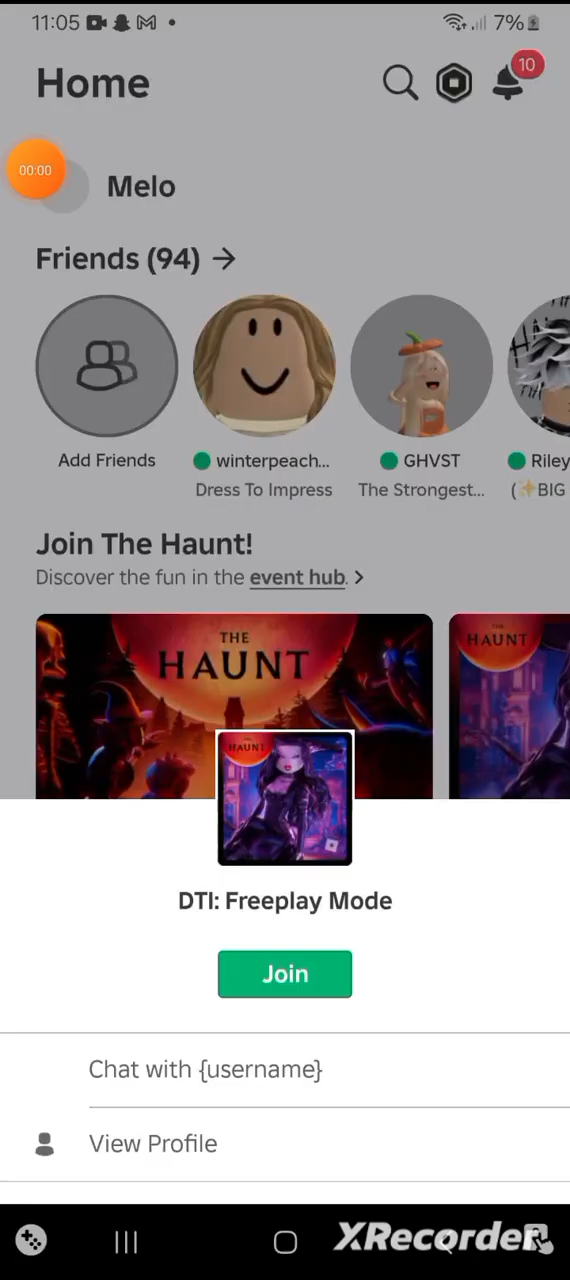 11:05
7%
Home
10
00:00
Melo
Friends (94)
Add Friends
winterpeach...
Dress To Impress
GHVST
The Strongest...
Riley
(✨BIG
Join The Haunt!
Discover the fun in the event hub.
THE
HAUNT
THE
HAUNT
HAUNT
DTI: Freeplay Mode
Join
Chat with {username}
View Profile
XRecorder